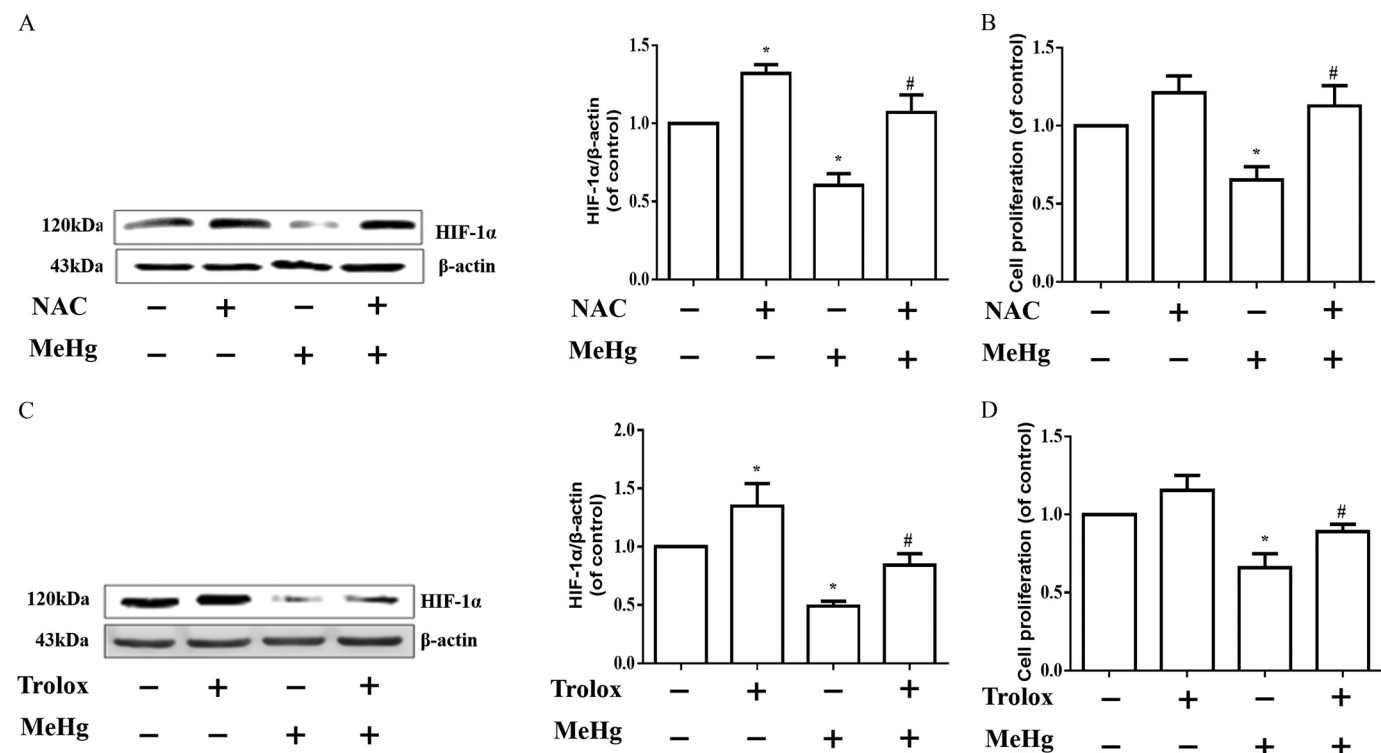 A
120kDa
HIF-1α
43kDa
β-actin
NAC − + − +
MeHg − − + +
HIF-1α/β-actin
(of control)
1.5
1.0
0.5
0.0
*
*
#
NAC − + − +
MeHg − − + +
B
Cell proliferation (of control)
1.5
1.0
0.5
0.0
*
#
NAC − + − +
MeHg − − + +
C
120kDa
HIF-1α
43kDa
β-actin
Trolox − + − +
MeHg − − + +
HIF-1α/β-actin
(of control)
2.0
1.5
1.0
0.5
0.0
*
*
#
Trolox − + − +
MeHg − − + +
D
Cell proliferation (of control)
1.5
1.0
0.5
0.0
*
#
Trolox − + − +
MeHg − − + +